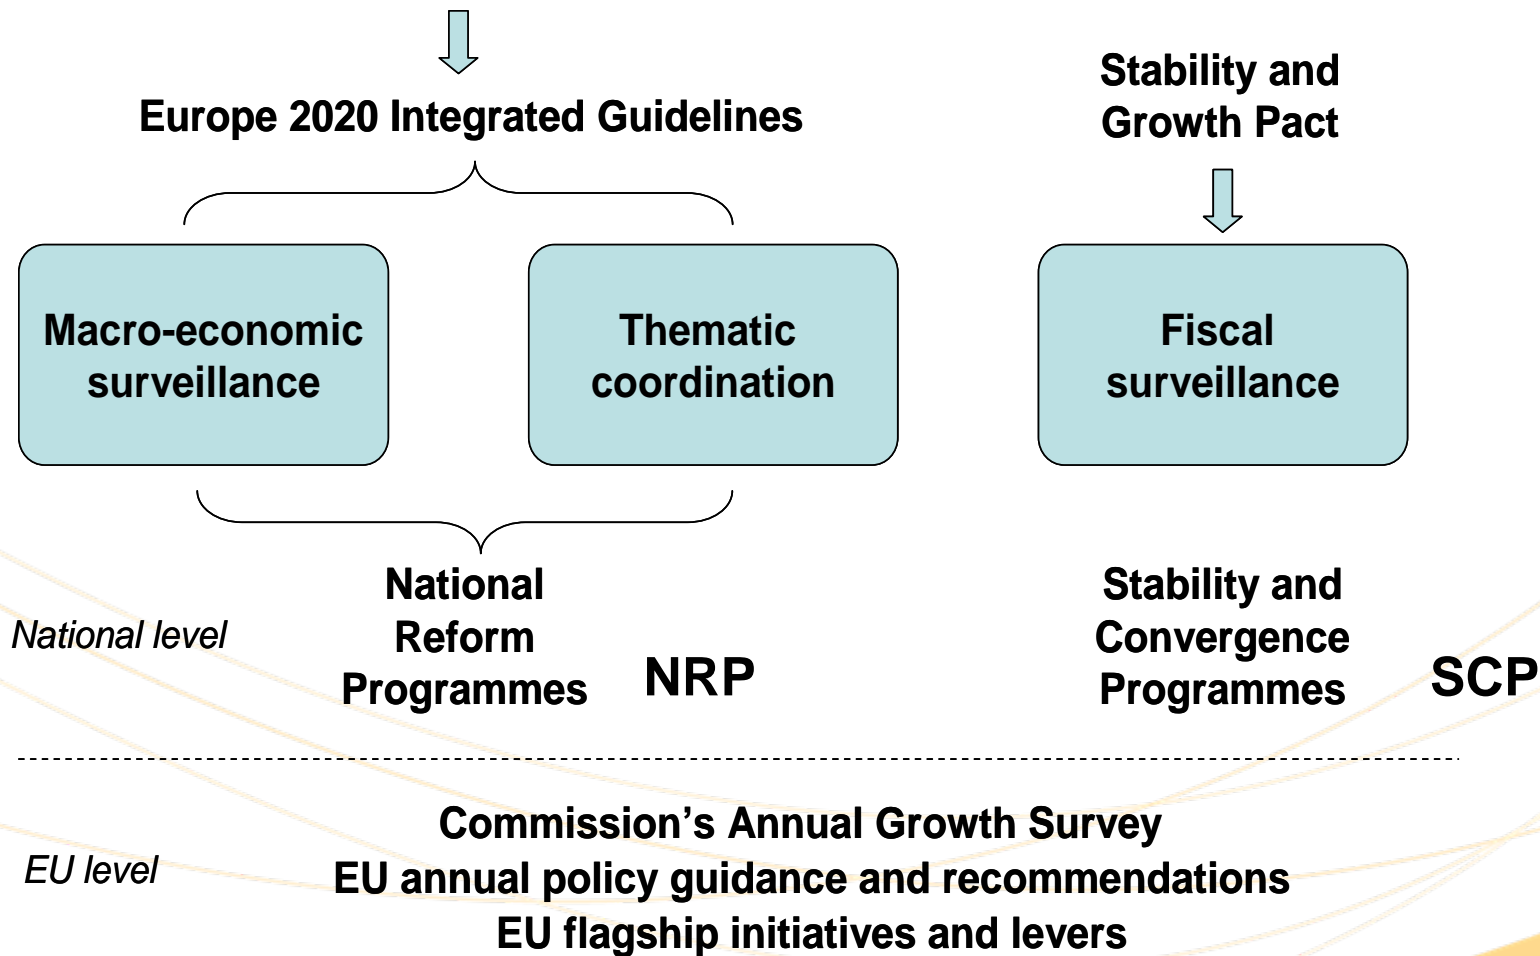 Europe 2020 Integrated Guidelines
Stability and
Growth Pact
Macro-economic
surveillance
Thematic
coordination
Fiscal
surveillance
National level
National
Reform
Programmes
NRP
Stability and
Convergence
Programmes
SCP
EU level
Commission’s Annual Growth Survey
EU annual policy guidance and recommendations
EU flagship initiatives and levers